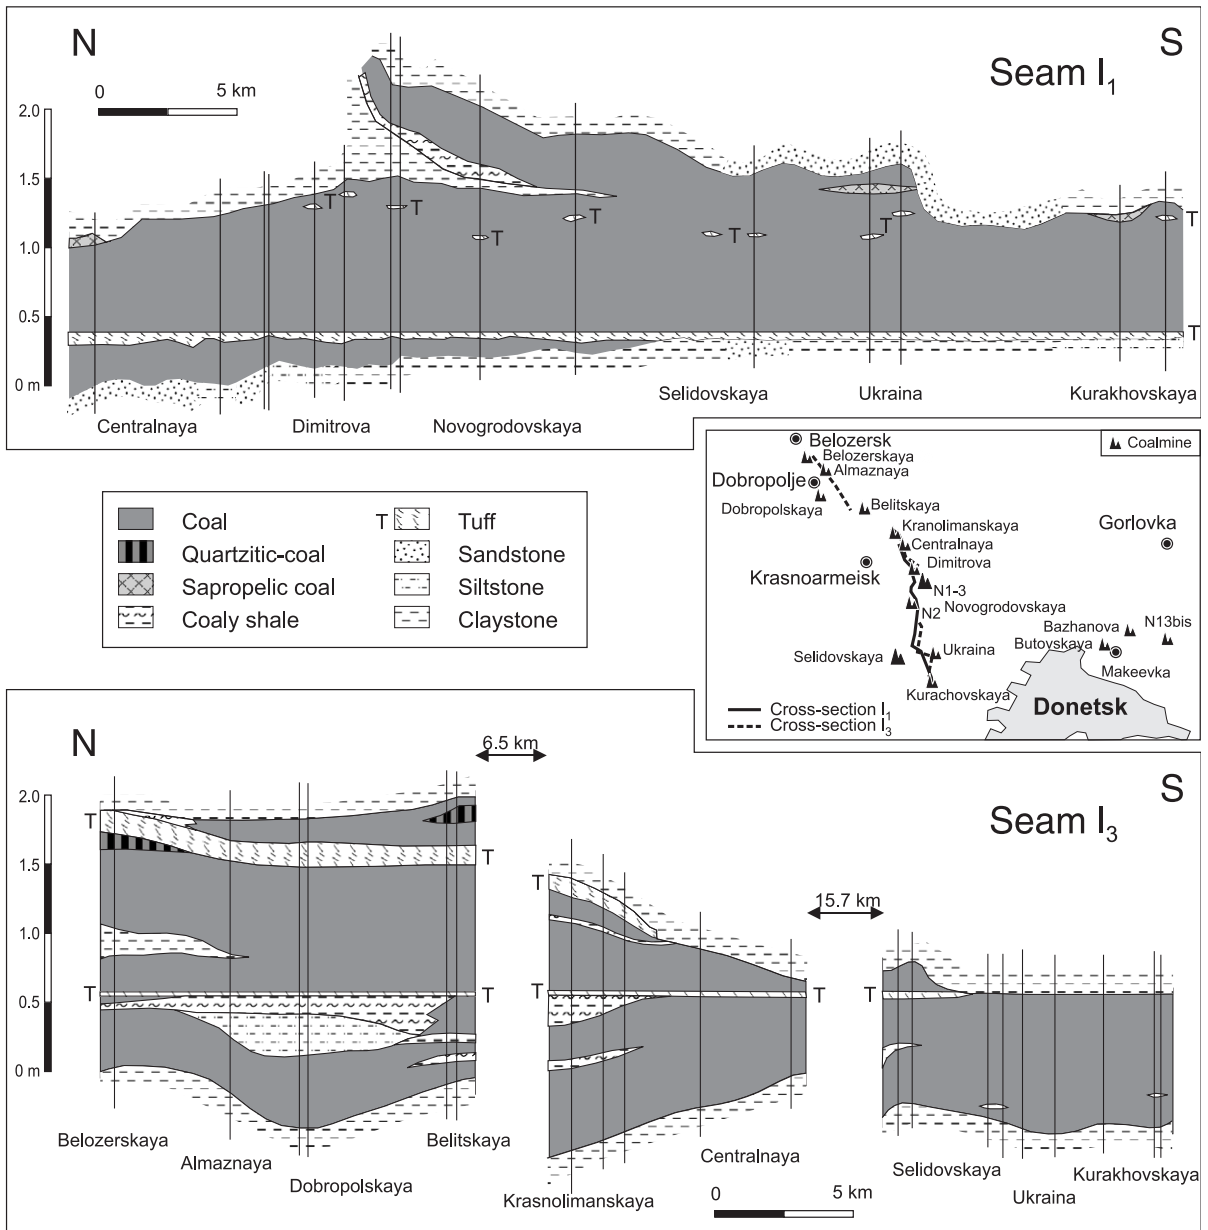 N
S
Seam l1
0 5 km
2.0
1.5
1.0
0.5
0 m
T
T
T
T
T
T
T
T
Centralnaya
Dimitrova
Novogrodovskaya
Selidovskaya
Ukraina
Kurakhovskaya
Coal
Quartzitic-coal
Sapropelic coal
Coaly shale
T Tuff
Sandstone
Siltstone
Claystone
Coalmine
Belozersk
Belozerskaya
Almaznaya
Dobropolje
Dobropolskaya
Belitskaya
Kranolimanskaya
Centralnaya
Gorlovka
Dimitrova
Krasnoarmeisk
N1-3
N2
Novogrodovskaya
N13bis
Bazhanova
Butovskaya
Selidovskaya
Ukraina
Makeevka
Kurachovskaya
Donetsk
Cross-section l1
Cross-section l3
N
6.5 km
S
Seam l3
2.0
1.5
1.0
0.5
0 m
T
T
T
T
T
15.7 km
T
T
T
Belozerskaya
Almaznaya
Dobropolskaya
Belitskaya
Krasnolimanskaya
Centralnaya
Selidovskaya
Ukraina
Kurakhovskaya
0 5 km